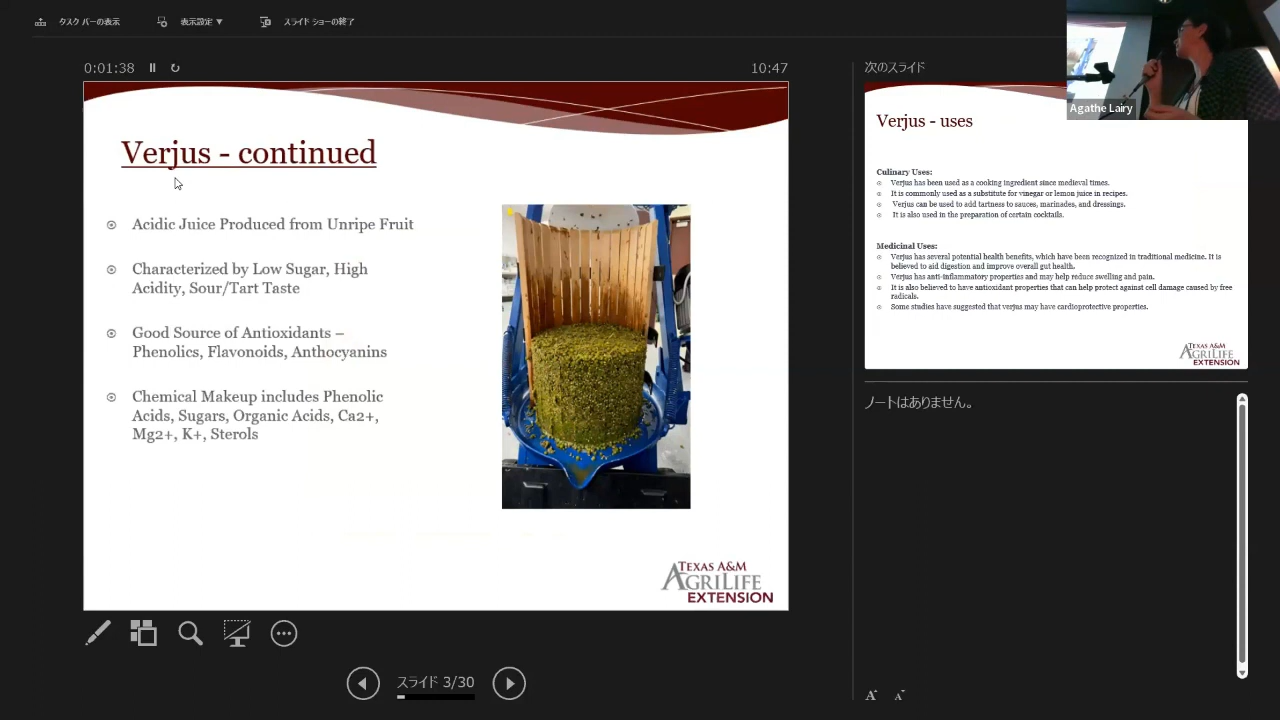 タスク バーの表示
表示設定 ▼
スライド ショーの終了
0:01:38
10:47
Verjus - continued
Acidic Juice Produced from Unripe Fruit
Characterized by Low Sugar, High
Acidity, Sour/Tart Taste
Good Source of Antioxidants –
Phenolics, Flavonoids, Anthocyanins
Chemical Makeup includes Phenolic
Acids, Sugars, Organic Acids, Ca2+,
Mg2+, K+, Sterols
TEXAS A&M
AGRILIFE
EXTENSION
スライド 3/30
次のスライド
Agathe Lairy
Verjus - uses
Culinary Uses:
Verjus has been used as a cooking ingredient since medieval times.
It is commonly used as a substitute for vinegar or lemon juice in recipes.
Verjus can be used to add tartness to sauces, marinades, and dressings.
It is also used in the preparation of certain cocktails.
Medicinal Uses:
Verjus has several potential health benefits, which have been recognized in traditional medicine. It is
believed to aid digestion and improve overall gut health.
Verjus has anti-inflammatory properties and may help reduce swelling and pain.
It is also believed to have antioxidant properties that can help protect against cell damage caused by free
radicals.
Some studies have suggested that verjus may have cardioprotective properties.
TEXAS A&M
AGRILIFE
EXTENSION
ノートはありません。
A
A